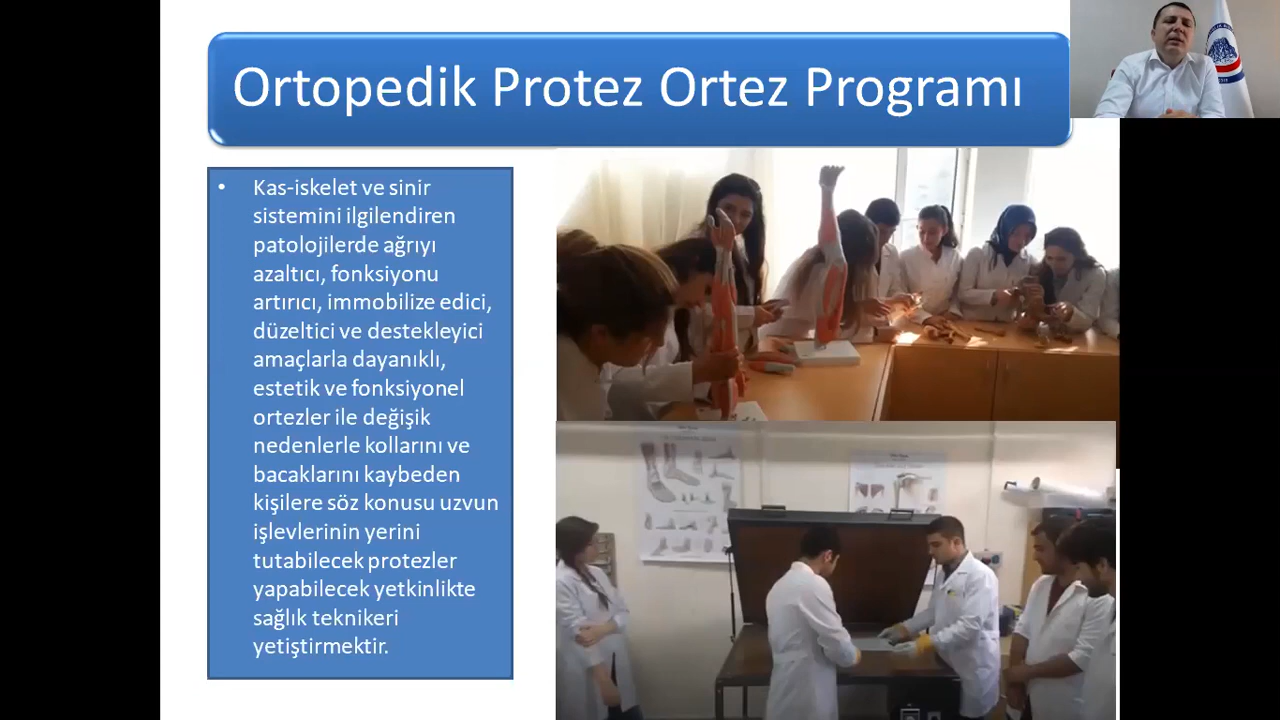 Ortopedik Protez Ortez Programı
• Kas-iskelet ve sinir
sistemini ilgilendiren
patolojilerde ağrıyı
azaltıcı, fonksiyonu
artırıcı, immobilize edici,
düzeltici ve destekleyici
amaçlarla dayanıklı,
estetik ve fonksiyonel
ortezler ile değişik
nedenlerle kollarını ve
bacaklarını kaybeden
kişilere söz konusu uzvun
işlevlerinin yerini
tutabilecek protezler
yapabilecek yetkinlikte
sağlık teknikeri
yetiştirmektir.